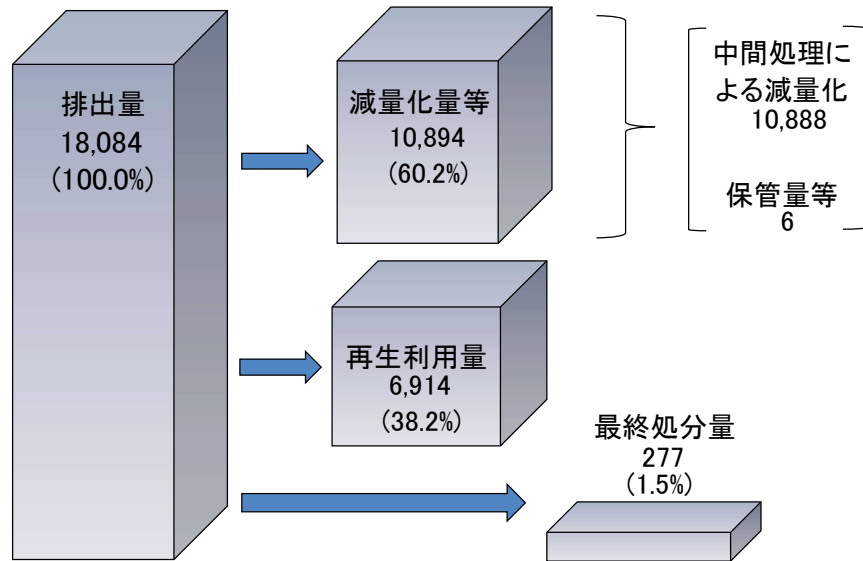 排出量
18,084
(100.0%)
減量化量等
10,894
(60.2%)
中間処理に
よる減量化
10,888
保管量等
6
再生利用量
6,914
(38.2%)
最終処分量
277
(1.5%)